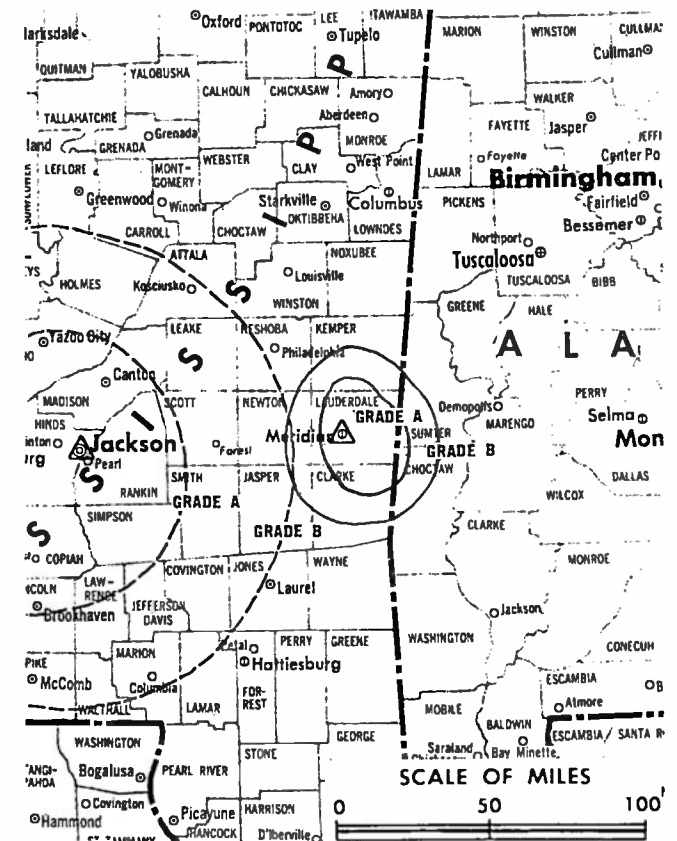 Oxford
PONTOTOC
LEE
ITAWAMBA
MARION
WINSTON
Tupelo
Cullman
QUITMAN
YALOBUSHA
CALHOUN
CHICKASAW
P
Amory
WALKER
TALLAHATCHIE
Aberdeen
MONROE
FAYETTE
Jasper
Grenada
GRENADA
P
LEFLORE
MONT-
GOMERY
WEBSTER
CLAY
West Point
LAMAR
Fayette
Birmingham
Greenwood
Winona
Starkville
OKTIBBEHA
Columbus
PICKENS
Fairfield
Bessemer
CARROLL
CHOCTAW
I
LOWNDES
Northport
Tuscaloosa
ATTALA
NOXUBEE
TUSCALOOSA
BIBB
HOLMES
Kosciusko
Louisville
S
WINSTON
GREENE
HALE
Yazoo City
LEAKE
NESHOBA
KEMPER
A L A
Philadelphia
S
Canton
MADISON
SCOTT
NEWTON
LAUDERDALE
PERRY
HINDS
I
GRADE A
Demopolis
MARENGO
Selma
Jackson
Pearl
Forest
Meridian
SUMTER
GRADE B
Mon
S
RANKIN
SMITH
JASPER
CLARKE
CHOCTAW
DALLAS
GRADE A
WILCOX
SIMPSON
GRADE B
CLARKE
S
COPIAH
COVINGTON
JONES
WAYNE
MONROE
LAW-
RENCE
Laurel
Brookhaven
JEFFERSON
DAVIS
Jackson
MARION
Petal
PERRY
GREENE
WASHINGTON
CONECUH
PIKE
Hattiesburg
McComb
Columbia
FOR-
REST
ESCAMBIA
WALTHALL
LAMAR
MOBILE
Atmore
WASHINGTON
GEORGE
BALDWIN
ESCAMBIA
SANTA R
STONE
Saraland
Bay Minette
Bogalusa
PEARL RIVER
SCALE OF MILES
Covington
HARRISON
0 50 100
Hammond
Picayune
HANCOCK
D'Iberville